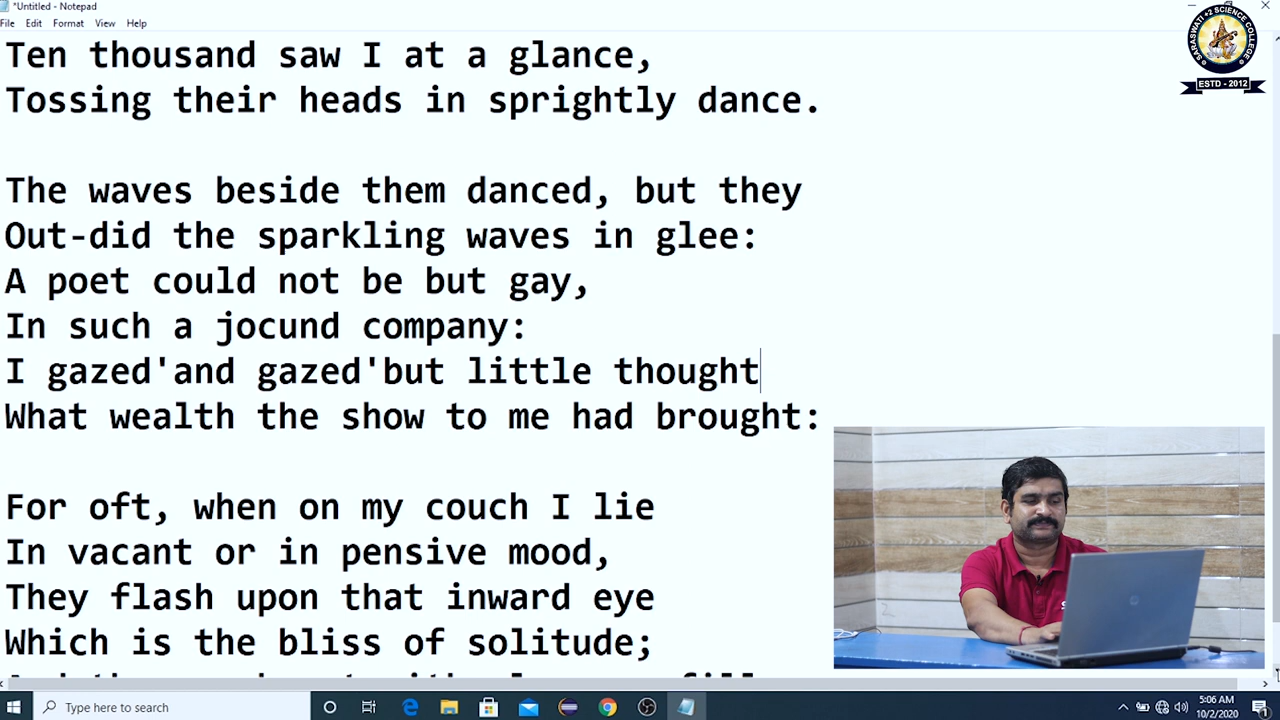 *Untitled - Notepad
File Edit Format View Help
SARASWATI +2 SCIENCE COLLEGE
ESTD - 2012
Ten thousand saw I at a glance,
Tossing their heads in sprightly dance.
The waves beside them danced, but they
Out-did the sparkling waves in glee:
A poet could not be but gay,
In such a jocund company:
I gazed'and gazed'but little thought
What wealth the show to me had brought:
For oft, when on my couch I lie
In vacant or in pensive mood,
They flash upon that inward eye
Which is the bliss of solitude;
Type here to search
5:06 AM
10/2/2020